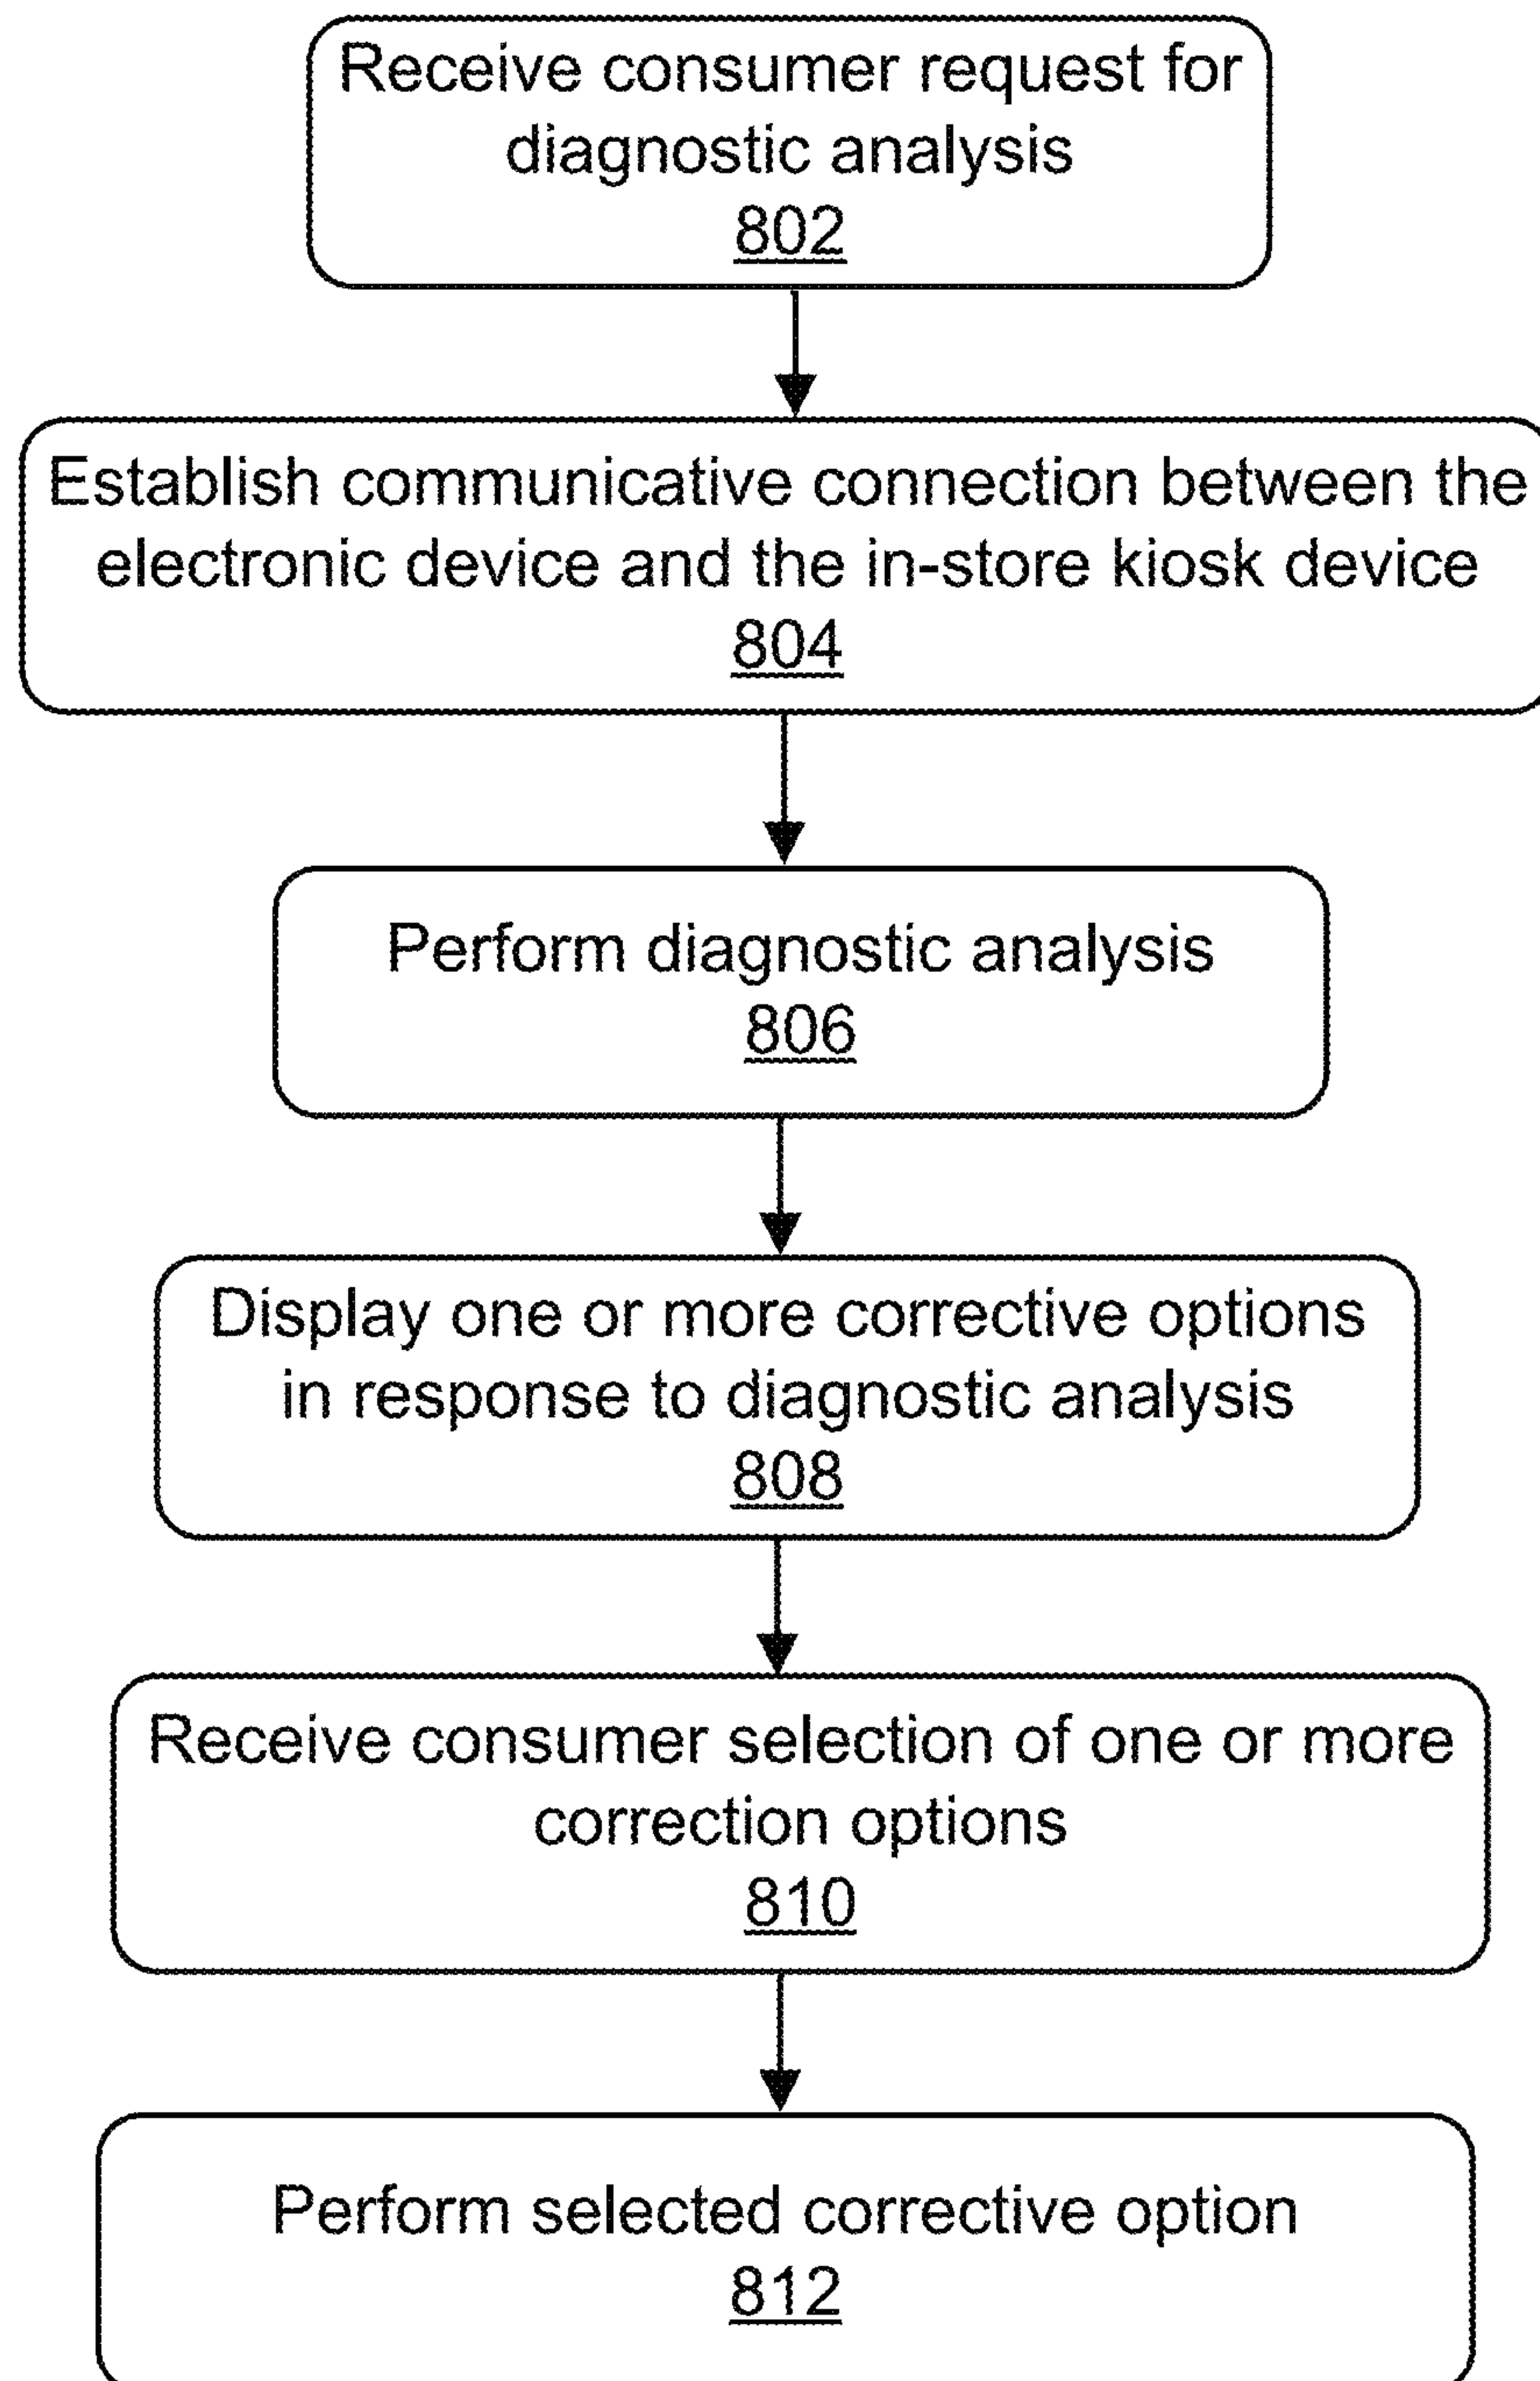 Receive consumer request for
diagnostic analysis
802
Establish communicative connection between the
electronic device and the in-store kiosk device
804
Perform diagnostic analysis
806
Display one or more corrective options
in response to diagnostic analysis
808
Receive consumer selection of one or more
correction options
810
Perform selected corrective option
812